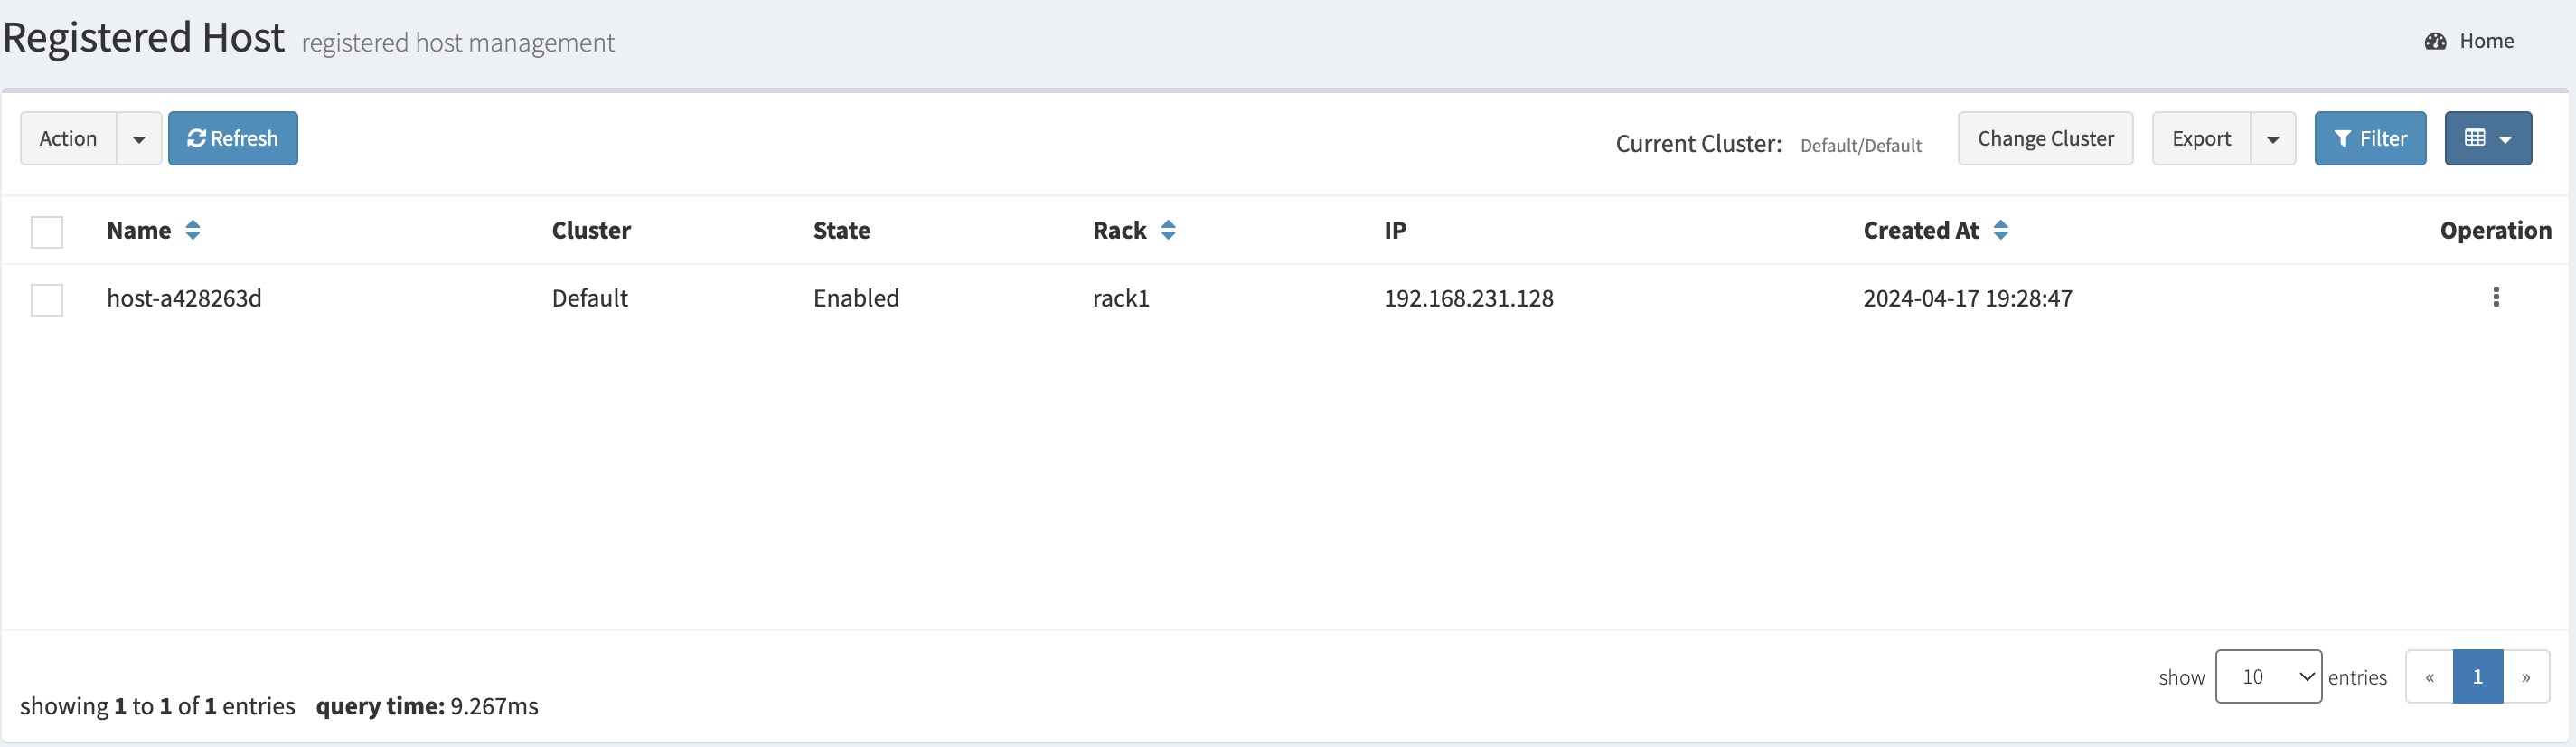 Registered Host registered host management
Home
Action Refresh Current Cluster: Default/Default Change Cluster Export Filter
Name Cluster State Rack IP Created At Operation
host-a428263d Default Enabled rack1 192.168.231.128 2024-04-17 19:28:47
show 10 entries « 1 »
showing 1 to 1 of 1 entries query time: 9.267ms